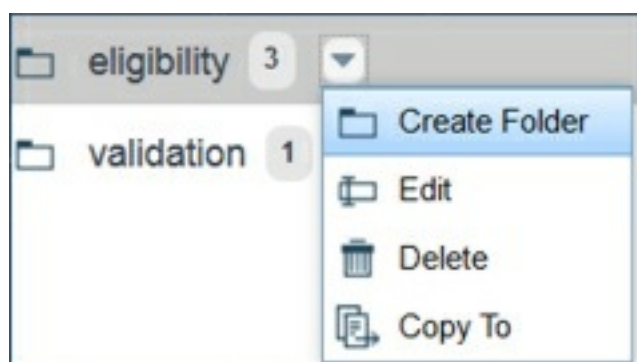 eligibility 3
Create Folder
validation 1
Edit
Delete
Copy To